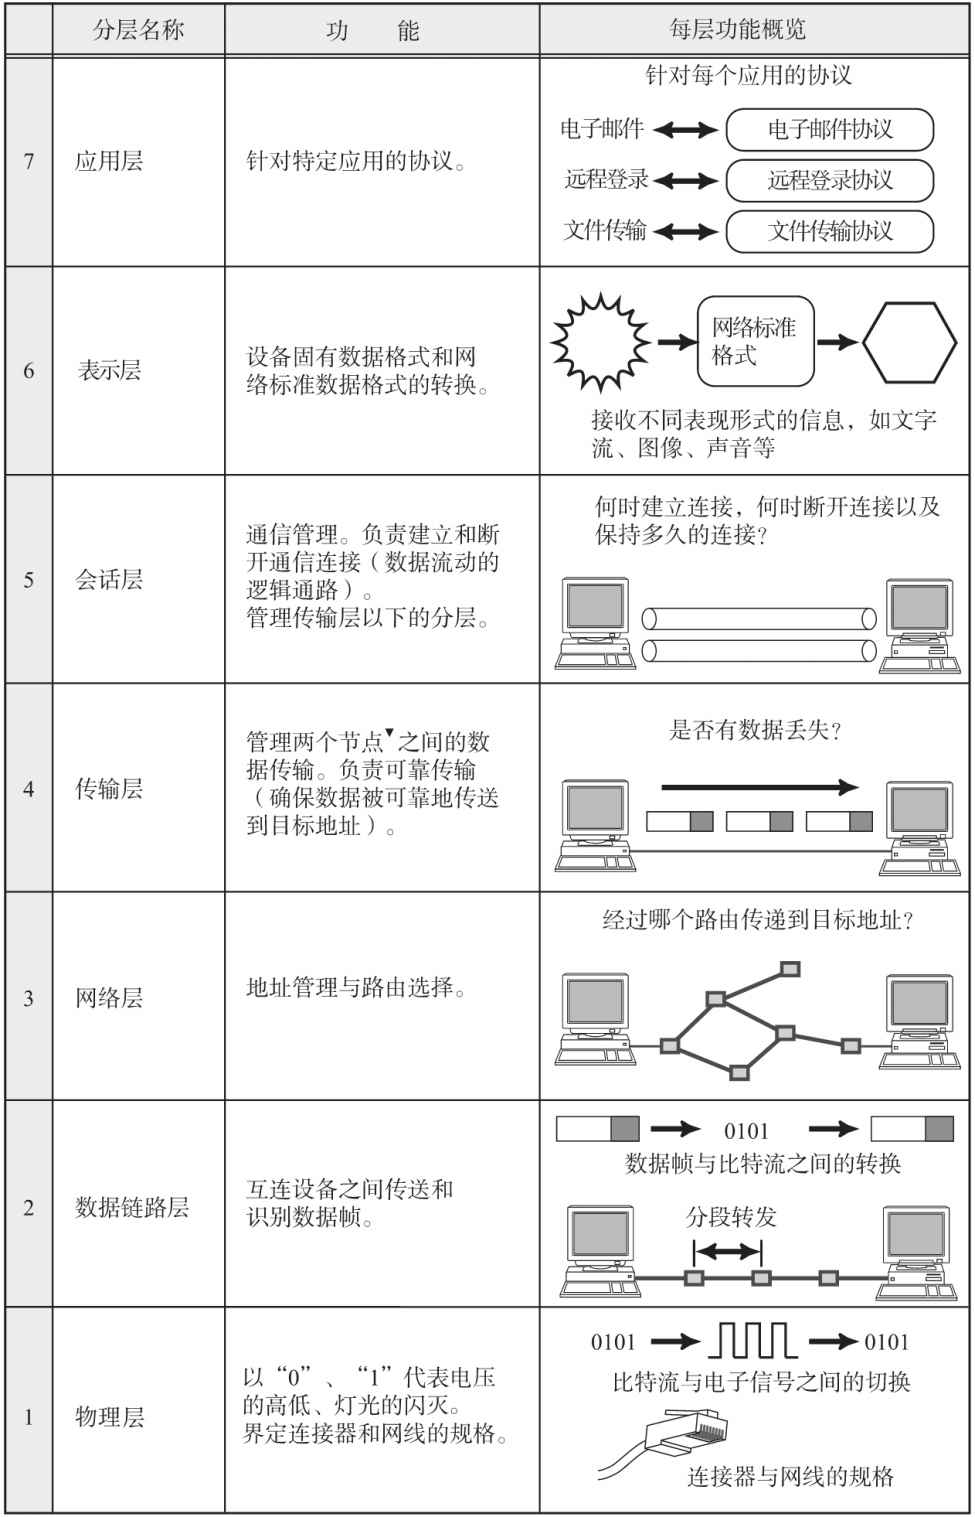 分层名称
功 能
每层功能概览
7
应用层
针对特定应用的协议。
针对每个应用的协议
电子邮件
电子邮件协议
远程登录
远程登录协议
文件传输
文件传输协议
6
表示层
设备固有数据格式和网
络标准数据格式的转换。
网络标准
格式
接收不同表现形式的信息，如文字
流、图像、声音等
5
会话层
通信管理。负责建立和断
开通信连接（数据流动的
逻辑通路）。
管理传输层以下的分层。
何时建立连接，何时断开连接以及
保持多久的连接？
4
传输层
管理两个节点▼之间的数
据传输。负责可靠传输
（确保数据被可靠地传送
到目标地址）。
是否有数据丢失？
3
网络层
地址管理与路由选择。
经过哪个路由传递到目标地址？
2
数据链路层
互连设备之间传送和
识别数据帧。
0101
数据帧与比特流之间的转换
分段转发
1
物理层
以“0”、“1”代表电压
的高低、灯光的闪灭。
界定连接器和网线的规格。
0101
0101
比特流与电子信号之间的切换
连接器与网线的规格